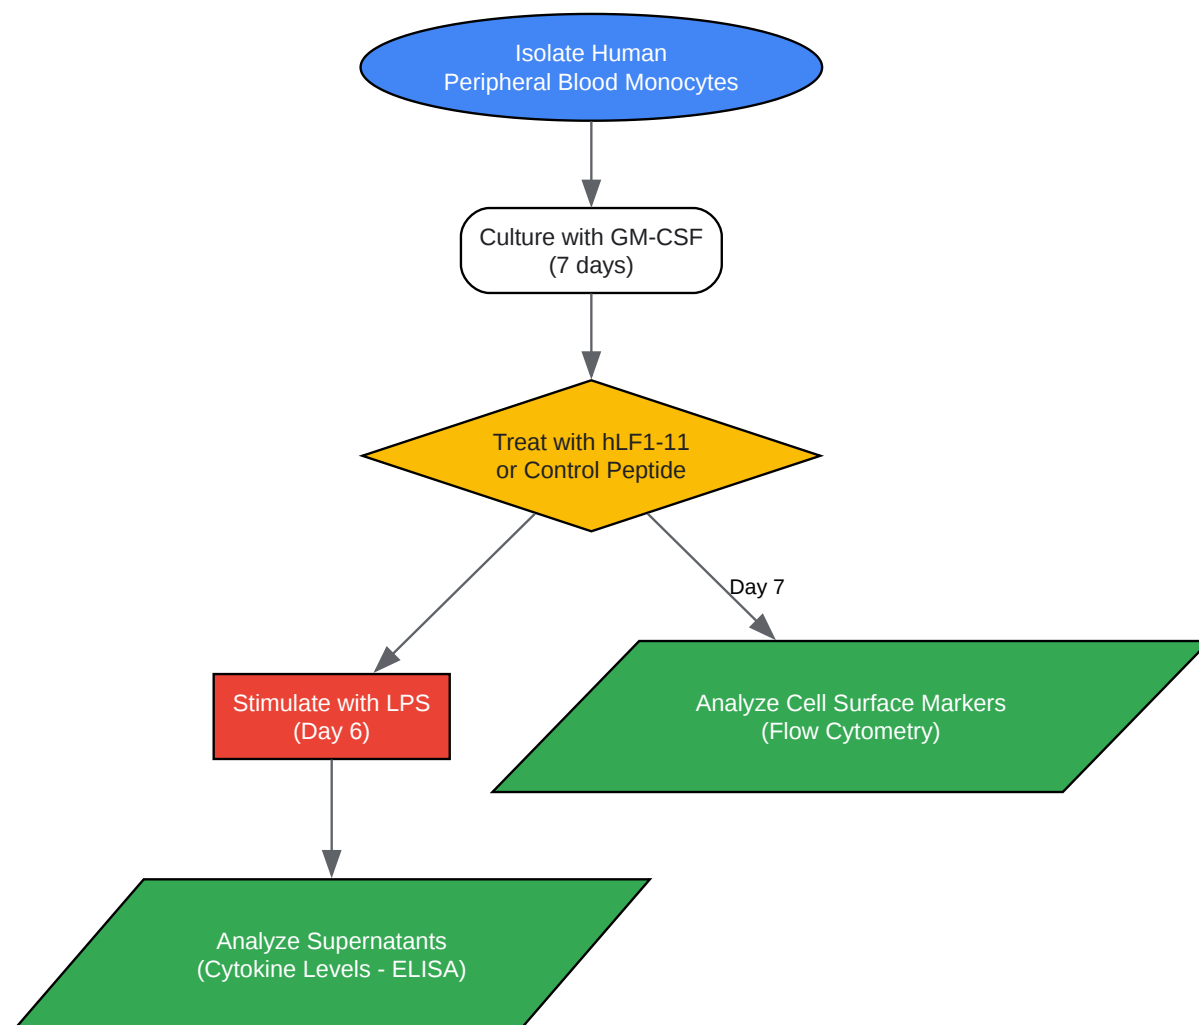 Isolate Human
Peripheral Blood Monocytes
Culture with GM-CSF
(7 days)
Treat with hLF1-11
or Control Peptide
Day 7
Stimulate with LPS
(Day 6)
Analyze Cell Surface Markers
(Flow Cytometry)
Analyze Supernatants
(Cytokine Levels - ELISA)